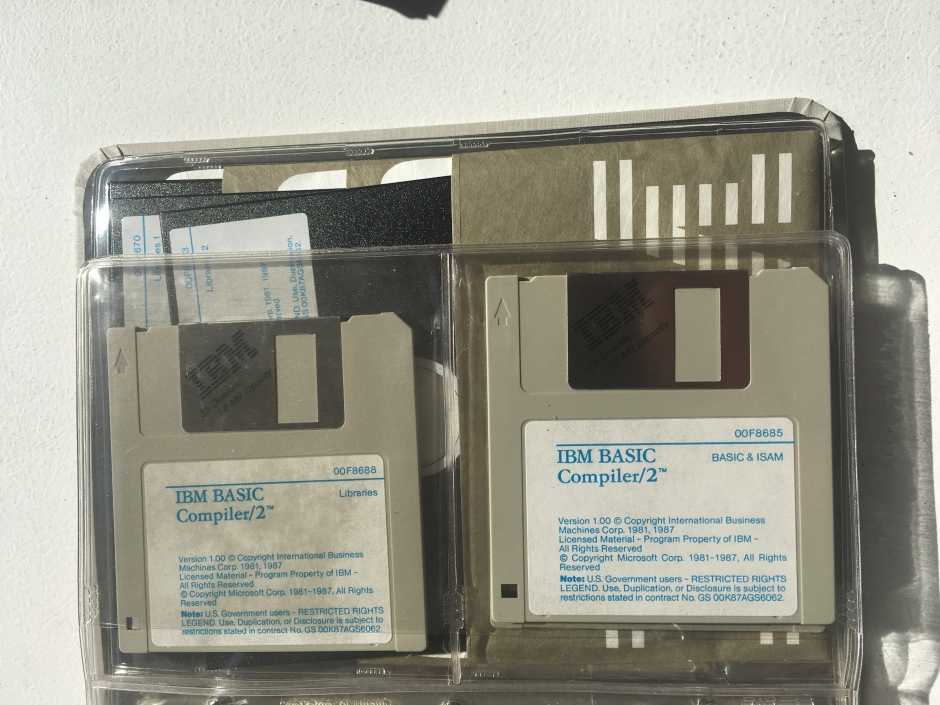 Libraries 2
IBM
00F8688
IBM BASIC
Compiler/2™
Libraries
Version 1.00 © Copyright International Business
Machines Corp. 1981, 1987
Licensed Material – Program Property of IBM –
All Rights Reserved
© Copyright Microsoft Corp. 1981-1987, All Rights
Reserved
Note: U.S. Government users – RESTRICTED RIGHTS
LEGEND. Use, Duplication, or Disclosure is subject to
restrictions stated in contract No. GS 00K87AGS6062.
IBM
00F8685
IBM BASIC
Compiler/2™
BASIC & ISAM
Version 1.00 © Copyright International Business
Machines Corp. 1981, 1987
Licensed Material – Program Property of IBM –
All Rights Reserved
© Copyright Microsoft Corp. 1981-1987, All Rights
Reserved
Note: U.S. Government users – RESTRICTED RIGHTS
LEGEND. Use, Duplication, or Disclosure is subject to
restrictions stated in contract No. GS 00K87AGS6062.